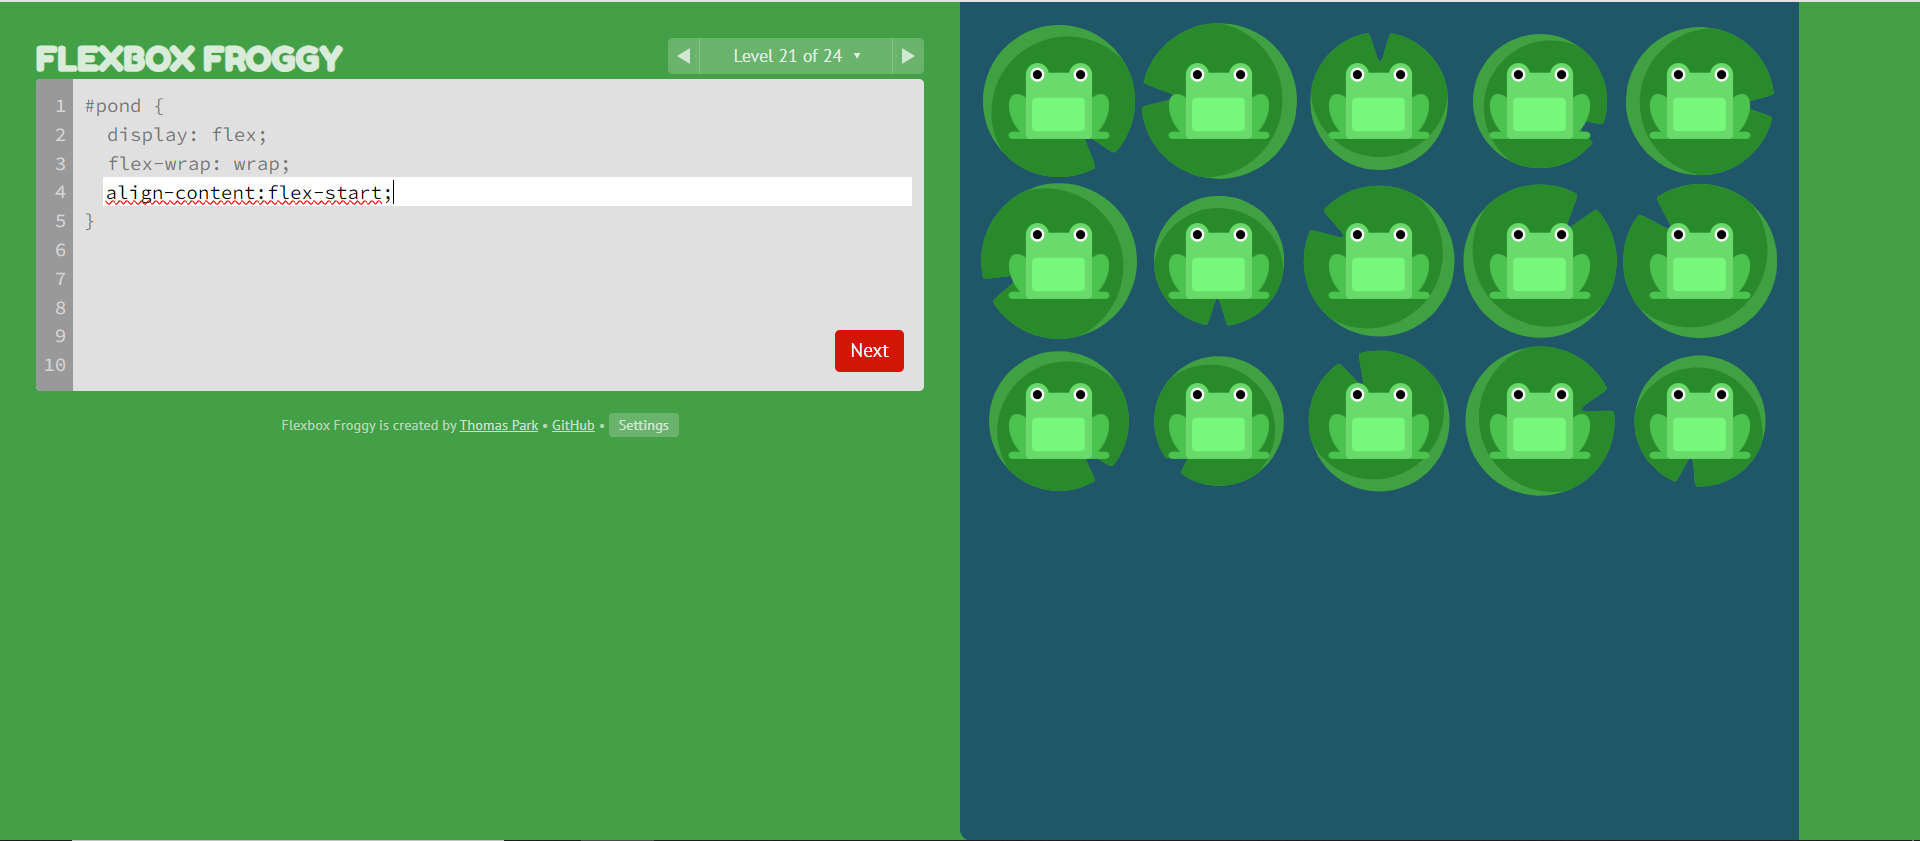 FLEXBOX FROGGY
Level 21 of 24
1 #pond {
2 display: flex;
3 flex-wrap: wrap;
4 align-content:flex-start;
5 }
6
7
8
9
10
Next
Flexbox Froggy is created by Thomas Park • GitHub • Settings